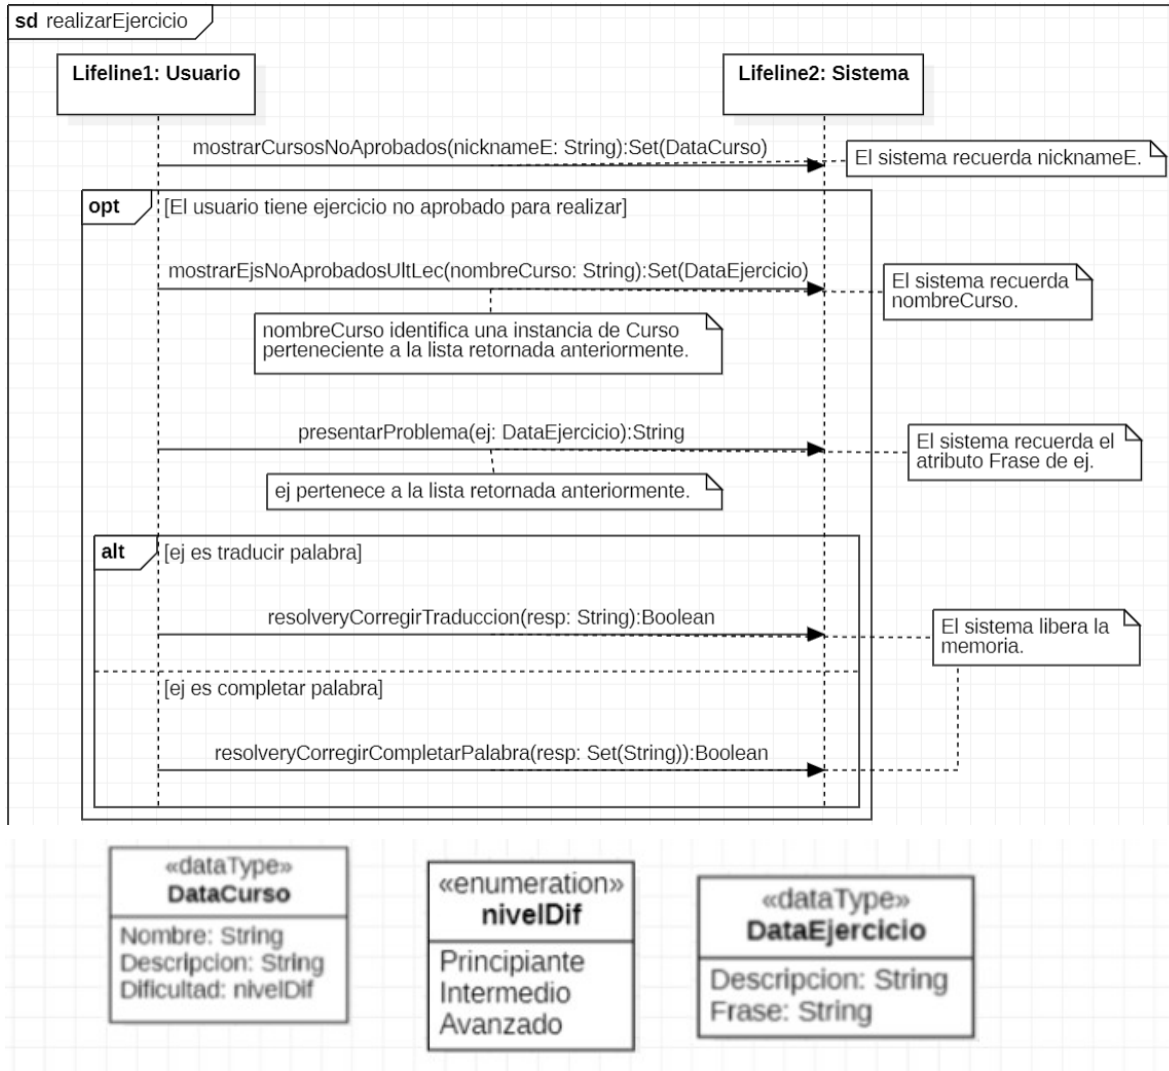 sd realizarEjercicio
Lifeline1: Usuario
Lifeline2: Sistema
mostrarCursosNoAprobados(nicknameE: String):Set(DataCurso)
El sistema recuerda nicknameE.
opt
[El usuario tiene ejercicio no aprobado para realizar]
mostrarEjsNoAprobadosUltLec(nombreCurso: String):Set(DataEjercicio)
El sistema recuerda
nombreCurso.
nombreCurso identifica una instancia de Curso
perteneciente a la lista retornada anteriormente.
presentarProblema(ej: DataEjercicio):String
El sistema recuerda el
atributo Frase de ej.
ej pertenece a la lista retornada anteriormente.
alt
[ej es traducir palabra]
resolveryCorregirTraduccion(resp: String):Boolean
El sistema libera la
memoria.
[ej es completar palabra]
resolveryCorregirCompletarPalabra(resp: Set(String)):Boolean
«dataType»
DataCurso
Nombre: String
Descripcion: String
Dificultad: nivelDif
«enumeration»
nivelDif
Principiante
Intermedio
Avanzado
«dataType»
DataEjercicio
Descripcion: String
Frase: String